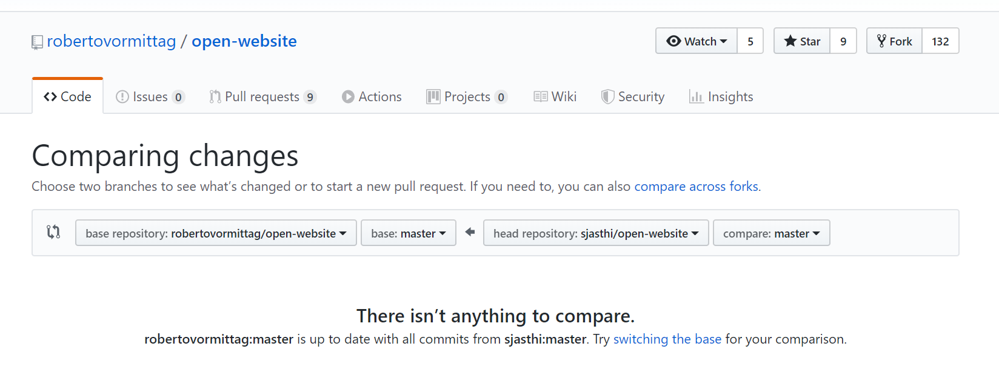 robertovormittag / open-website
Watch 5 Star 9 Fork 132
Code Issues 0 Pull requests 9 Actions Projects 0 Wiki Security Insights
Comparing changes
Choose two branches to see what’s changed or to start a new pull request. If you need to, you can also compare across forks.
base repository: robertovormittag/open-website base: master head repository: sjasthi/open-website compare: master
There isn’t anything to compare.
robertovormittag:master is up to date with all commits from sjasthi:master. Try switching the base for your comparison.